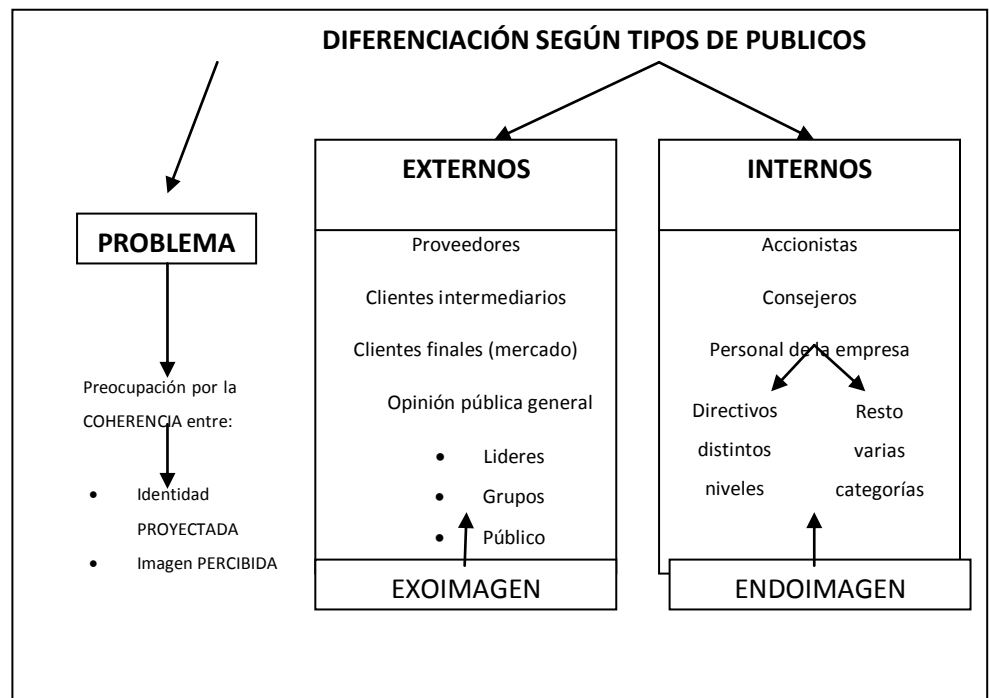 DIFERENCIACIÓN SEGÚN TIPOS DE PUBLICOS
PROBLEMA
Preocupación por la
COHERENCIA entre:
• Identidad
PROYECTADA
• Imagen PERCIBIDA
EXTERNOS
Proveedores
Clientes intermediarios
Clientes finales (mercado)
Opinión pública general
• Lideres
• Grupos
• Público
EXOIMAGEN
INTERNOS
Accionistas
Consejeros
Personal de la empresa
Directivos
distintos
niveles
Resto
varias
categorías
ENDOIMAGEN